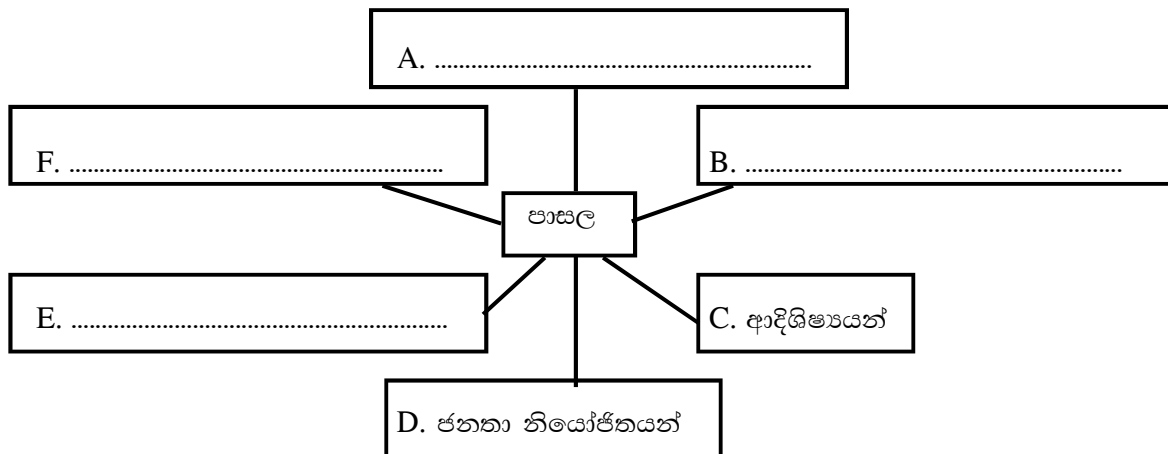 A. ........................................................
F. ........................................................
B. ........................................................
පාසල
E. ........................................................
C. ආදිශිෂ්‍යයන්
D. ජනතා නියෝජිතයන්